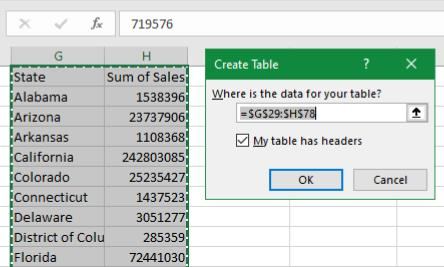 fx 719576
G H
State Sum of Sales
Alabama 1538396
Arizona 23737906
Arkansas 1108368
California 242803085
Colorado 25235427
Connecticut 1437523
Delaware 3051277
District of Colu 285359
Florida 72441030
Create Table ?
Where is the data for your table?
=$G$29:$H$78
My table has headers
OK Cancel